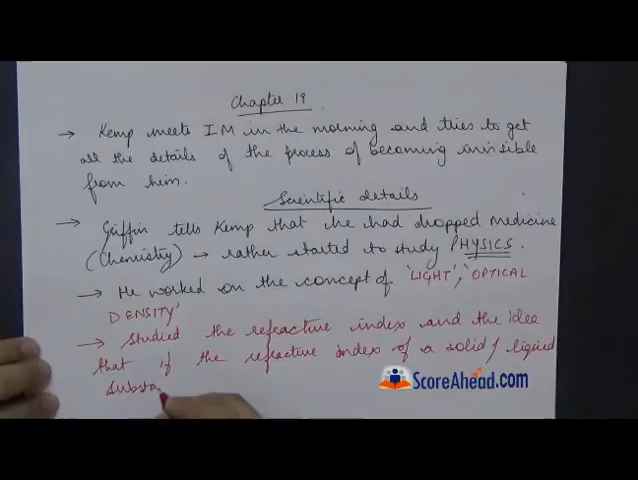 Chapter 19
→ Kemp meets I.M in the morning and tries to get
all the details of the process of becoming invisible
from him.
Scientific details
→ Griffin tells Kemp that he had dropped Medicine
(Chemistry) → rather started to study PHYSICS.
→ He worked on the concept of 'LIGHT', 'OPTICAL
DENSITY'
→ Studied the refractive index and the idea
that if the refractive index of a solid/liquid
substa
ScoreAhead.com